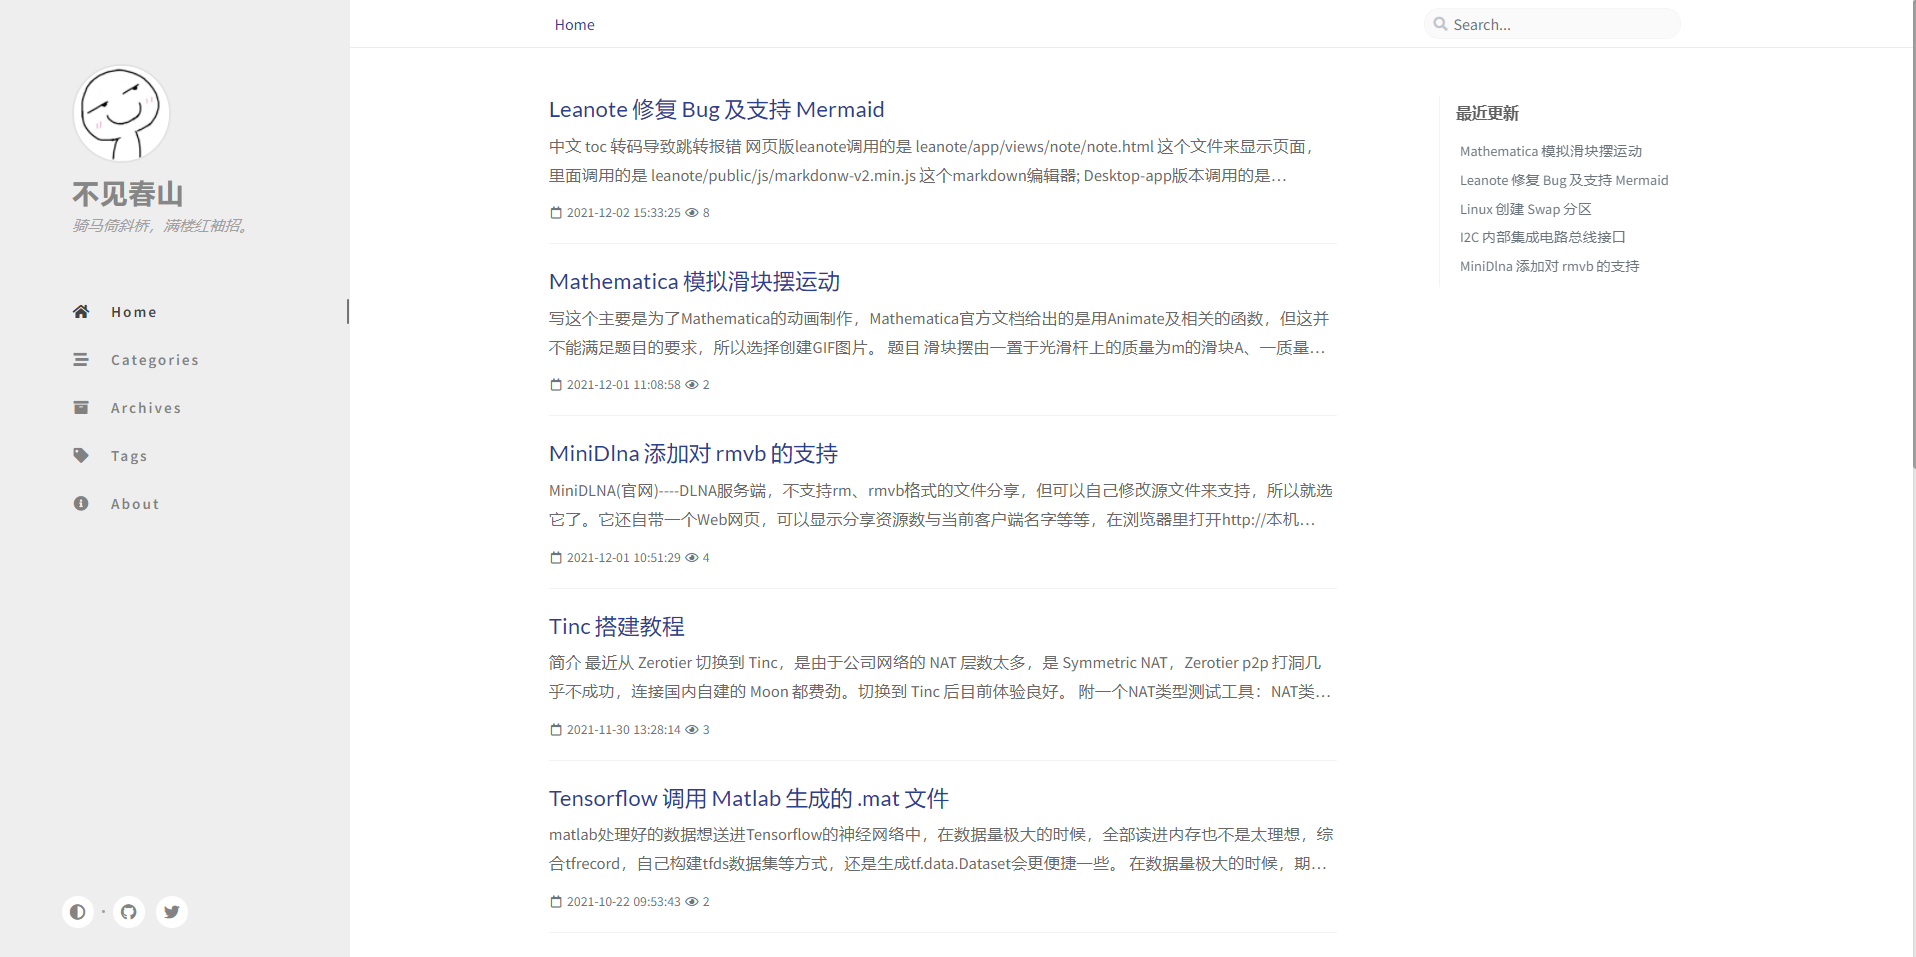 不见春山
骑马倚斜桥，满楼红袖招。
Home
Categories
Archives
Tags
About
Home
Search...
Leanote 修复 Bug 及支持 Mermaid
中文 toc 转码导致跳转报错 网页版leanote调用的是 leanote/app/views/note/note.html 这个文件来显示页面，
里面调用的是 leanote/public/js/markdonw-v2.min.js 这个markdown编辑器; Desktop-app版本调用的是...
2021-12-02 15:33:25 8
Mathematica 模拟滑块摆运动
写这个主要是为了Mathematica的动画制作，Mathematica官方文档给出的是用Animate及相关的函数，但这并
不能满足题目的要求，所以选择创建GIF图片。 题目 滑块摆由一置于光滑杆上的质量为m的滑块A、一质量...
2021-12-01 11:08:58 2
MiniDlna 添加对 rmvb 的支持
MiniDLNA(官网)----DLNA服务端，不支持rm、rmvb格式的文件分享，但可以自己修改源文件来支持，所以就选
它了。它还自带一个Web网页，可以显示分享资源数与当前客户端名字等等，在浏览器里打开http://本机...
2021-12-01 10:51:29 4
Tinc 搭建教程
简介 最近从 Zerotier 切换到 Tinc，是由于公司网络的 NAT 层数太多，是 Symmetric NAT，Zerotier p2p 打洞几
乎不成功，连接国内自建的 Moon 都费劲。切换到 Tinc 后目前体验良好。 附一个NAT类型测试工具：NAT类...
2021-11-30 13:28:14 3
Tensorflow 调用 Matlab 生成的 .mat 文件
matlab处理好的数据想送进Tensorflow的神经网络中，在数据量极大的时候，全部读进内存也不是太理想，综
合tfrecord，自己构建tfds数据集等方式，还是生成tf.data.Dataset会更便捷一些。 在数据量极大的时候，期...
2021-10-22 09:53:43 2
最近更新
Mathematica 模拟滑块摆运动
Leanote 修复 Bug 及支持 Mermaid
Linux 创建 Swap 分区
I2C 内部集成电路总线接口
MiniDlna 添加对 rmvb 的支持